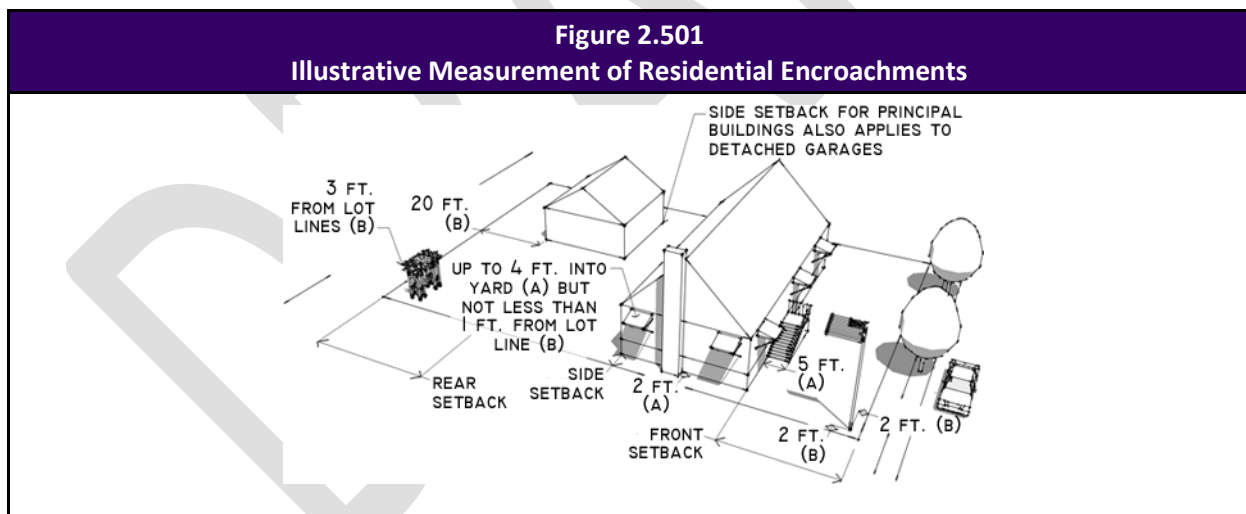 Figure 2.501
Illustrative Measurement of Residential Encroachments
SIDE SETBACK FOR PRINCIPAL
BUILDINGS ALSO APPLIES TO
DETACHED GARAGES
3 FT.
FROM LOT
LINES (B)
20 FT.
(B)
UP TO 4 FT. INTO
YARD (A) BUT
NOT LESS THAN
1 FT. FROM LOT
LINE (B)
REAR
SETBACK
SIDE
SETBACK
2 FT.
(A)
5 FT.
(A)
FRONT
SETBACK
2 FT.
(B)
2 FT. (B)